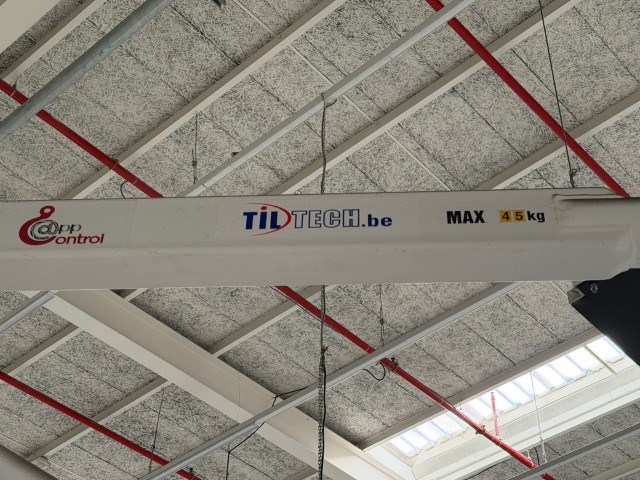 @pp
Control
TILTECH.be
MAX 45 kg